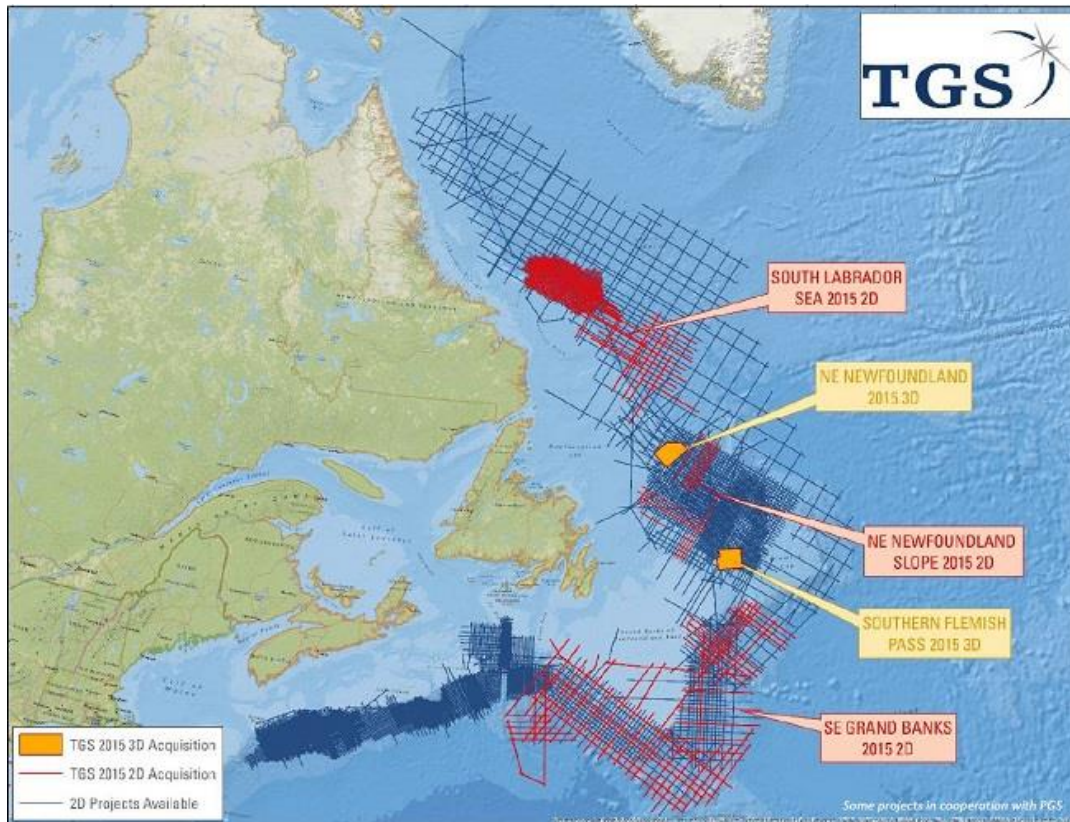 TGS
SOUTH LABRADOR
SEA 2015 2D
NE NEWFOUNDLAND
2015 3D
NE NEWFOUNDLAND
SLOPE 2015 2D
SOUTHERN FLEMISH
PASS 2015 3D
SE GRAND BANKS
2015 2D
TGS 2015 3D Acquisition
TGS 2015 2D Acquisition
2D Projects Available
Some projects in cooperation with PGS